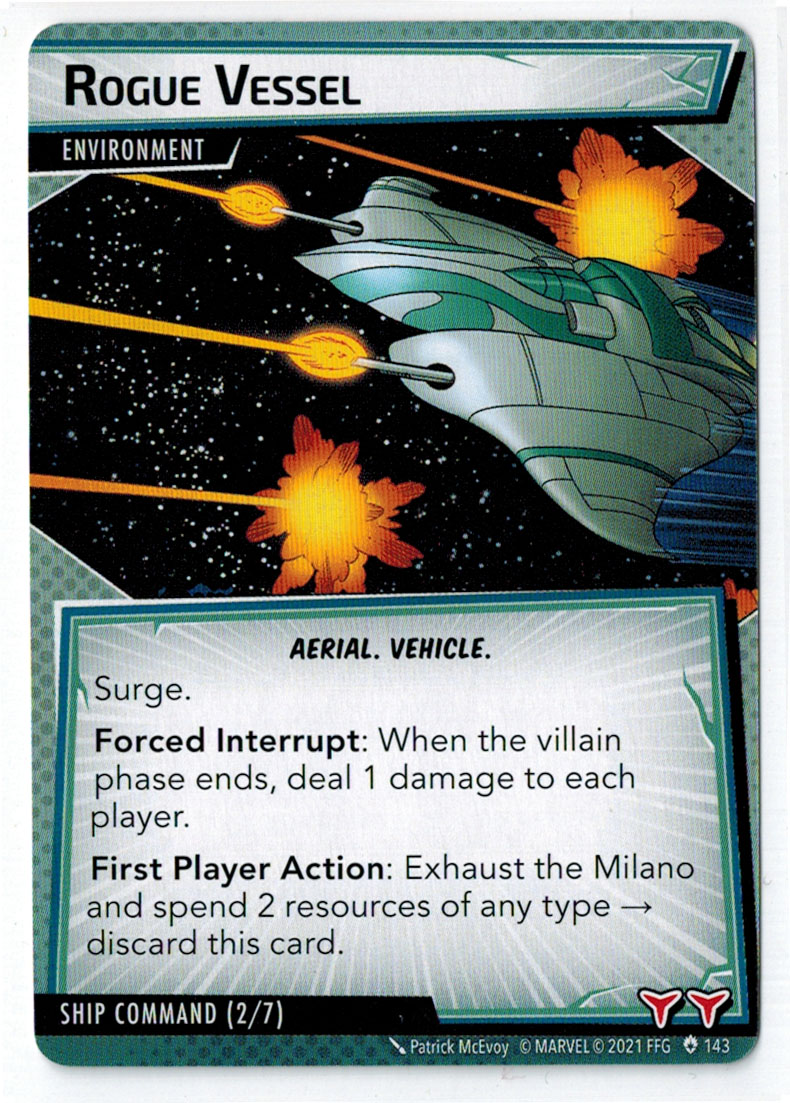 ROGUE VESSEL
ENVIRONMENT
AERIAL. VEHICLE.
Surge.
Forced Interrupt: When the villain
phase ends, deal 1 damage to each
player.
First Player Action: Exhaust the Milano
and spend 2 resources of any type →
discard this card.
SHIP COMMAND (2/7)
Patrick McEvoy © MARVEL © 2021 FFG 143